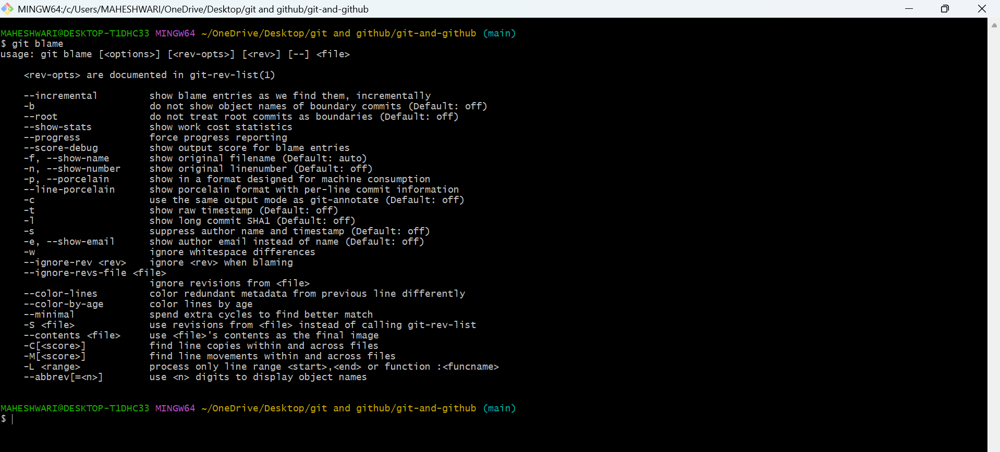 MINGW64:/c/Users/MAHESHWARI/OneDrive/Desktop/git and github/git-and-github
MAHESHWARI@DESKTOP-T1DHC33 MINGW64 ~/OneDrive/Desktop/git and github/git-and-github (main)
$ git blame
usage: git blame [<options>] [<rev-opts>] [<rev>] [--] <file>
<rev-opts> are documented in git-rev-list(1)
--incremental show blame entries as we find them, incrementally
-b do not show object names of boundary commits (Default: off)
--root do not treat root commits as boundaries (Default: off)
--show-stats show work cost statistics
--progress force progress reporting
--score-debug show output score for blame entries
-f, --show-name show original filename (Default: auto)
-n, --show-number show original linenumber (Default: off)
-p, --porcelain show in a format designed for machine consumption
--line-porcelain show porcelain format with per-line commit information
-c use the same output mode as git-annotate (Default: off)
-t show raw timestamp (Default: off)
-l show long commit SHA1 (Default: off)
-s suppress author name and timestamp (Default: off)
-e, --show-email show author email instead of name (Default: off)
-w ignore whitespace differences
--ignore-rev <rev> ignore <rev> when blaming
--ignore-revs-file <file>
ignore revisions from <file>
--color-lines color redundant metadata from previous line differently
--color-by-age color lines by age
--minimal spend extra cycles to find better match
-S <file> use revisions from <file> instead of calling git-rev-list
--contents <file> use <file>'s contents as the final image
-C[<score>] find line copies within and across files
-M[<score>] find line movements within and across files
-L <range> process only line range <start>,<end> or function :<funcname>
--abbrev[=<n>] use <n> digits to display object names
MAHESHWARI@DESKTOP-T1DHC33 MINGW64 ~/OneDrive/Desktop/git and github/git-and-github (main)
$